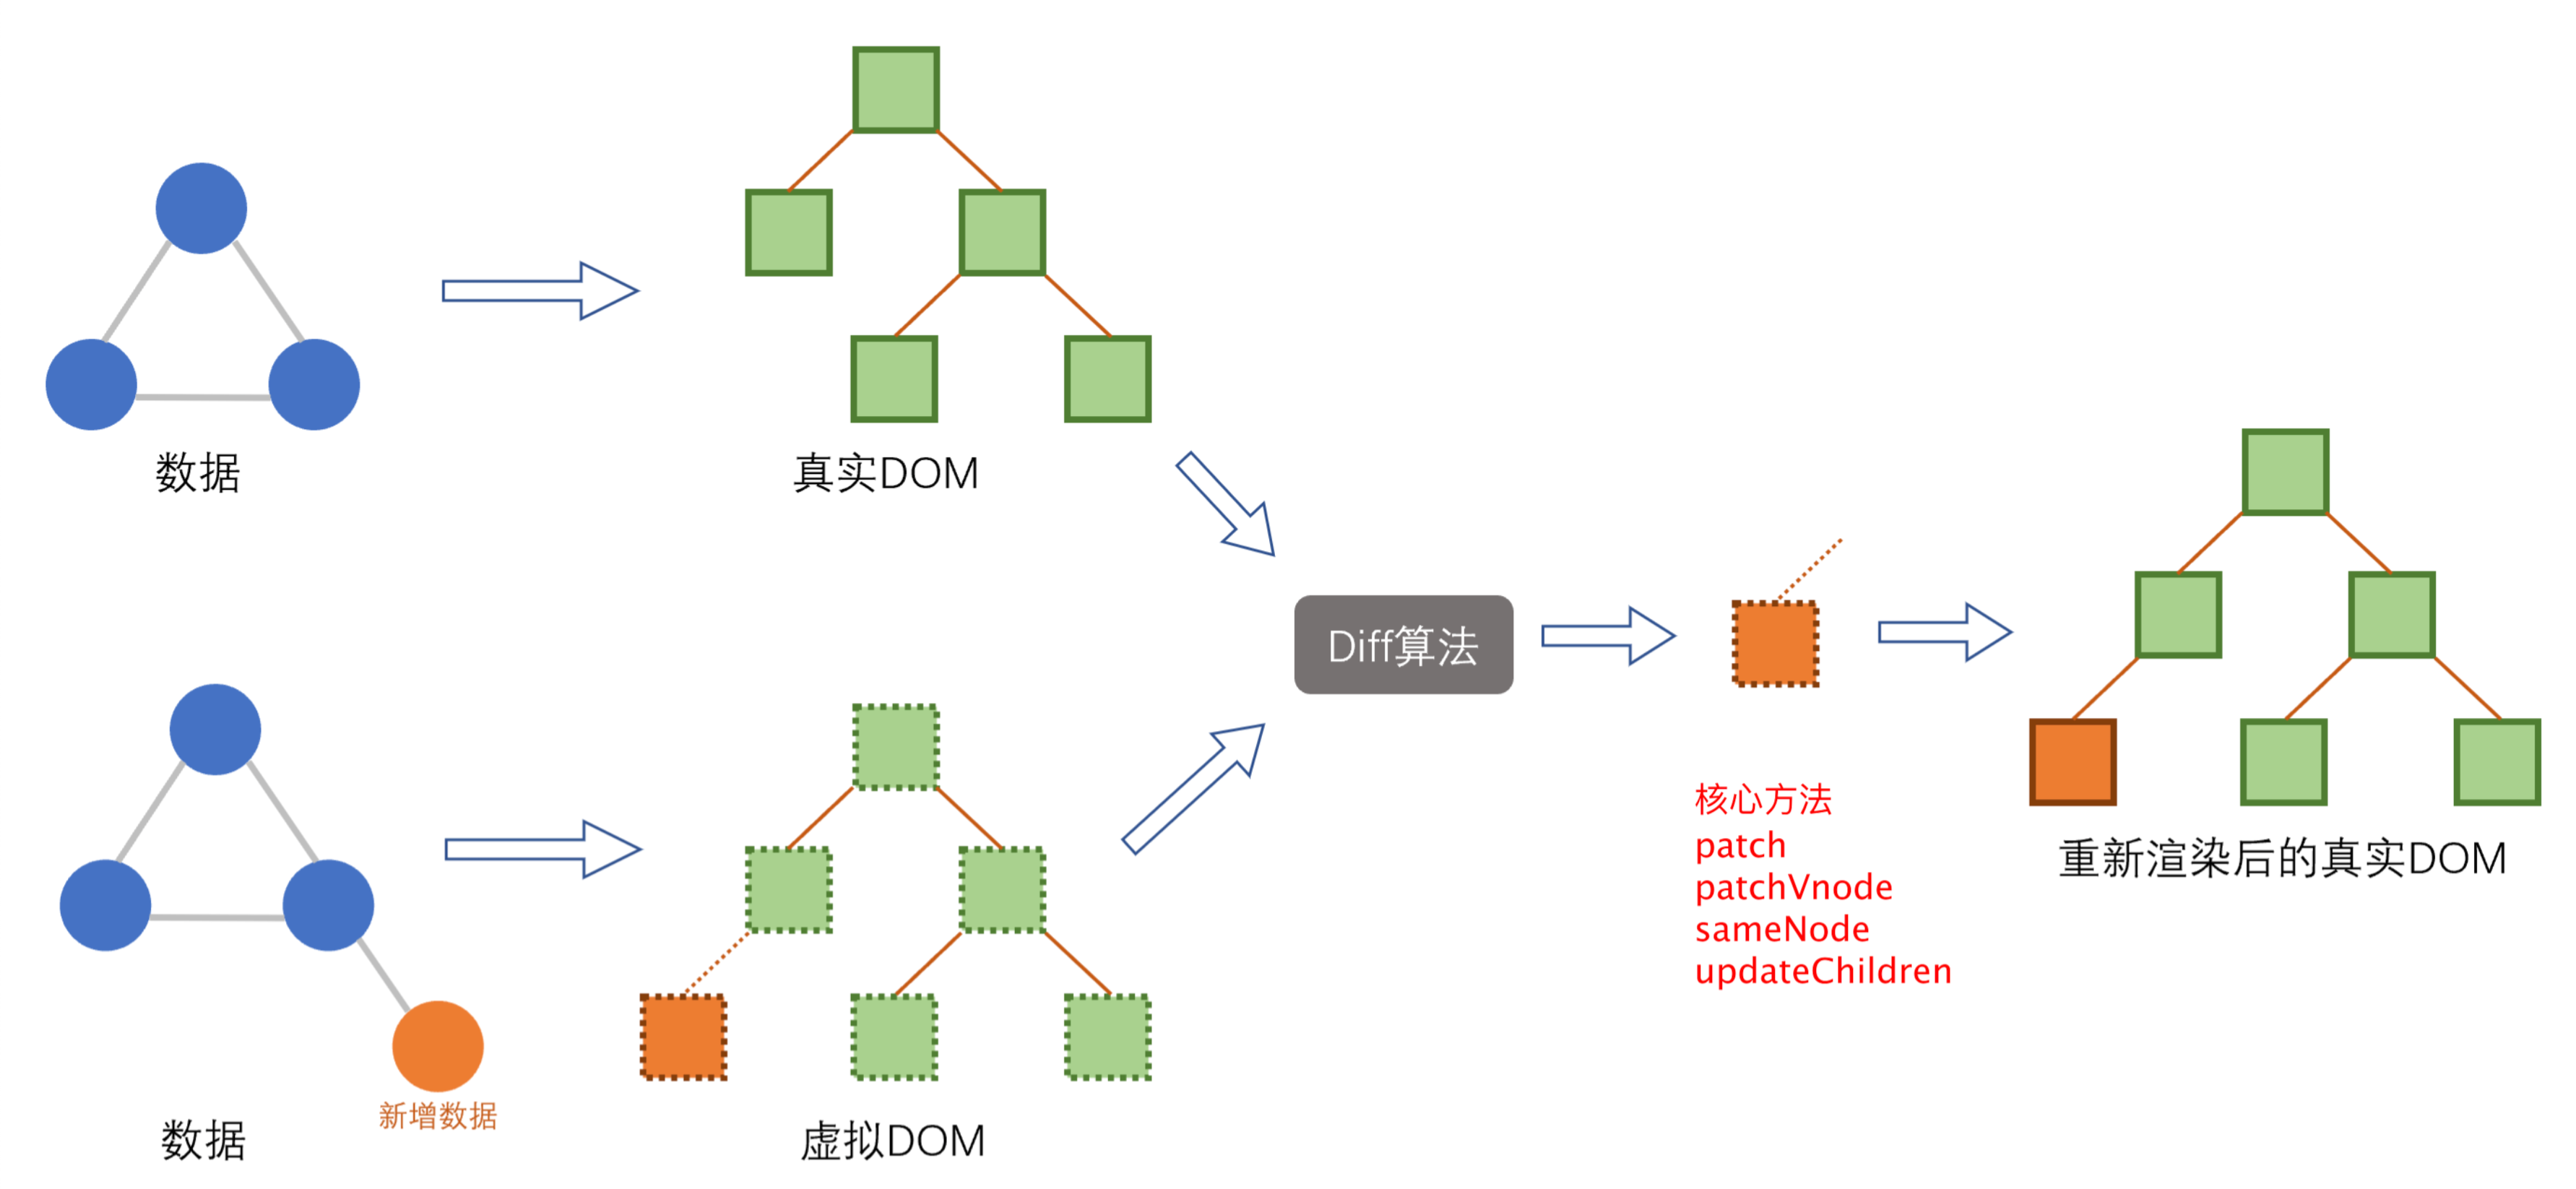 数据
真实DOM
Diff算法
核心方法
patch
patchVnode
sameNode
updateChildren
重新渲染后的真实DOM
新增数据
数据
虚拟DOM